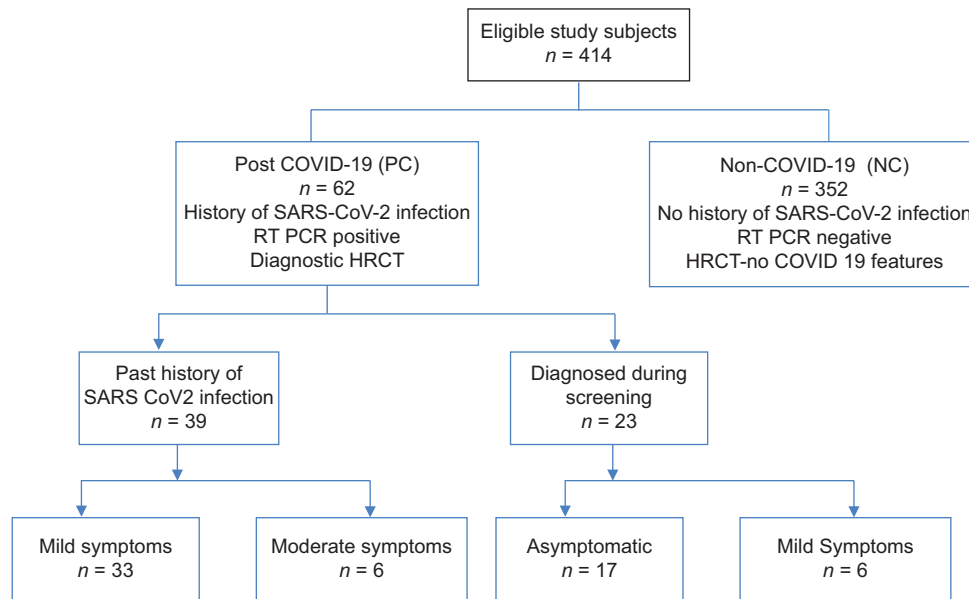 Eligible study subjects
n = 414
Post COVID-19 (PC)
n = 62
History of SARS-CoV-2 infection
RT PCR positive
Diagnostic HRCT
Non-COVID-19 (NC)
n = 352
No history of SARS-CoV-2 infection
RT PCR negative
HRCT-no COVID 19 features
Past history of
SARS CoV2 infection
n = 39
Diagnosed during
screening
n = 23
Mild symptoms
n = 33
Moderate symptoms
n = 6
Asymptomatic
n = 17
Mild Symptoms
n = 6